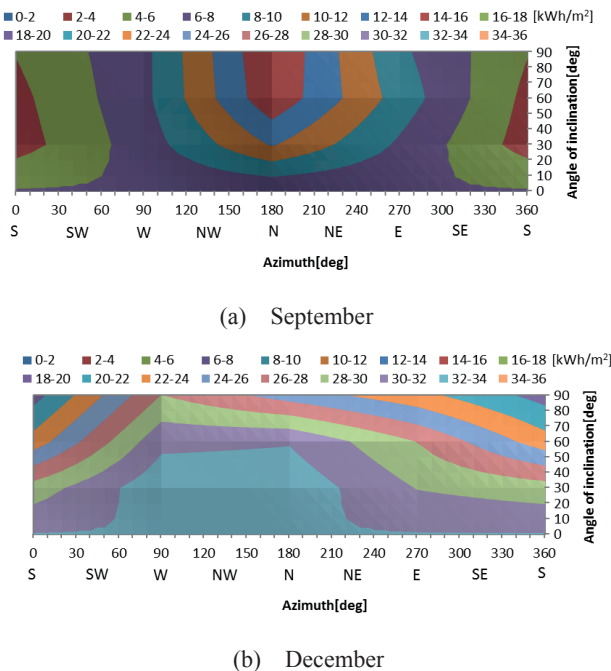 0-2 2-4 4-6 6-8 8-10 10-12 12-14 14-16 16-18 [kWh/m²]
18-20 20-22 22-24 24-26 26-28 28-30 30-32 32-34 34-36
90
80
70
60
50
40
30
20
10
0
Angle of inclination[deg]
0 30 60 90 120 150 180 210 240 270 300 330 360
S SW W NW N NE E SE S
Azimuth[deg]
(a) September
0-2 2-4 4-6 6-8 8-10 10-12 12-14 14-16 16-18 [kWh/m²]
18-20 20-22 22-24 24-26 26-28 28-30 30-32 32-34 34-36
90
80
70
60
50
40
30
20
10
0
Angle of inclination[deg]
0 30 60 90 120 150 180 210 240 270 300 330 360
S SW W NW N NE E SE S
Azimuth[deg]
(b) December